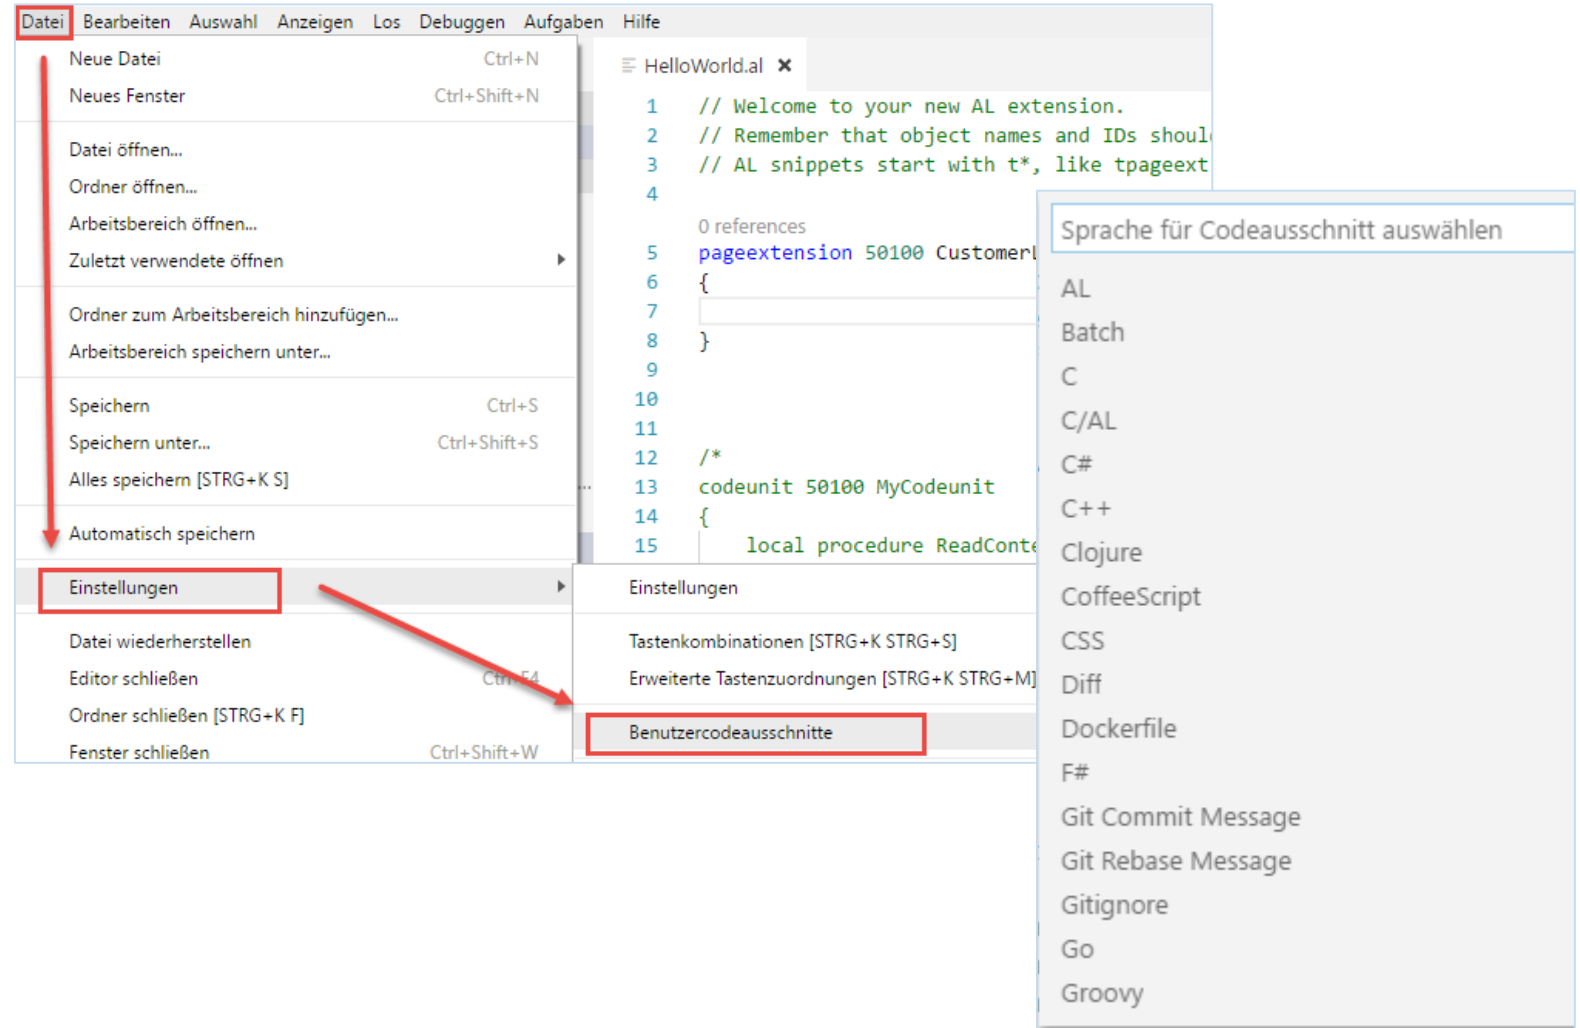 Datei Bearbeiten Auswahl Anzeigen Los Debuggen Aufgaben Hilfe
Neue Datei Ctrl+N
Neues Fenster Ctrl+Shift+N
Datei öffnen...
Ordner öffnen...
Arbeitsbereich öffnen...
Zuletzt verwendete öffnen
Ordner zum Arbeitsbereich hinzufügen...
Arbeitsbereich speichern unter...
Speichern Ctrl+S
Speichern unter... Ctrl+Shift+S
Alles speichern [STRG+K S]
Automatisch speichern
Einstellungen
Datei wiederherstellen
Editor schließen Ctrl+F4
Ordner schließen [STRG+K F]
Fenster schließen Ctrl+Shift+W
HelloWorld.al
1 // Welcome to your new AL extension.
2 // Remember that object names and IDs shoul
3 // AL snippets start with t*, like tpageext
4
0 references
5 pageextension 50100 CustomerL
6 {
7
8 }
9
10
11
12 /*
13 codeunit 50100 MyCodeunit
14 {
15 local procedure ReadConte
Einstellungen
Tastenkombinationen [STRG+K STRG+S]
Erweiterte Tastenzuordnungen [STRG+K STRG+M]
Benutzercodeausschnitte
Sprache für Codeausschnitt auswählen
AL
Batch
C
C/AL
C#
C++
Clojure
CoffeeScript
CSS
Diff
Dockerfile
F#
Git Commit Message
Git Rebase Message
Gitignore
Go
Groovy